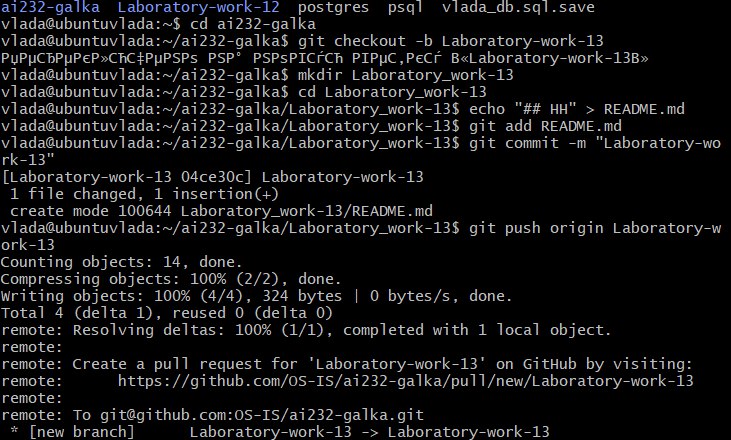 ai232-galka  Laboratory-work-12  postgres  psql  vlada_db.sql.save
vlada@ubuntuvlada:~$ cd ai232-galka
vlada@ubuntuvlada:~/ai232-galka$ git checkout -b Laboratory-work-13
РџРµСЂРµРєР»СЋС‡РµРЅРѕ РЅР° РЅРѕРІСѓСЋ РІРµС‚РєСѓ В«Laboratory-work-13В»
vlada@ubuntuvlada:~/ai232-galka$ mkdir Laboratory_work-13
vlada@ubuntuvlada:~/ai232-galka$ cd Laboratory_work-13
vlada@ubuntuvlada:~/ai232-galka/Laboratory_work-13$ echo "## HH" > README.md
vlada@ubuntuvlada:~/ai232-galka/Laboratory_work-13$ git add README.md
vlada@ubuntuvlada:~/ai232-galka/Laboratory_work-13$ git commit -m "Laboratory-wo
rk-13"
[Laboratory-work-13 04ce30c] Laboratory-work-13
 1 file changed, 1 insertion(+)
 create mode 100644 Laboratory_work-13/README.md
vlada@ubuntuvlada:~/ai232-galka/Laboratory_work-13$ git push origin Laboratory-w
ork-13
Counting objects: 14, done.
Compressing objects: 100% (2/2), done.
Writing objects: 100% (4/4), 324 bytes | 0 bytes/s, done.
Total 4 (delta 1), reused 0 (delta 0)
remote: Resolving deltas: 100% (1/1), completed with 1 local object.
remote:
remote: Create a pull request for 'Laboratory-work-13' on GitHub by visiting:
remote:      https://github.com/OS-IS/ai232-galka/pull/new/Laboratory-work-13
remote:
remote: To git@github.com:OS-IS/ai232-galka.git
 * [new branch]      Laboratory-work-13 -> Laboratory-work-13